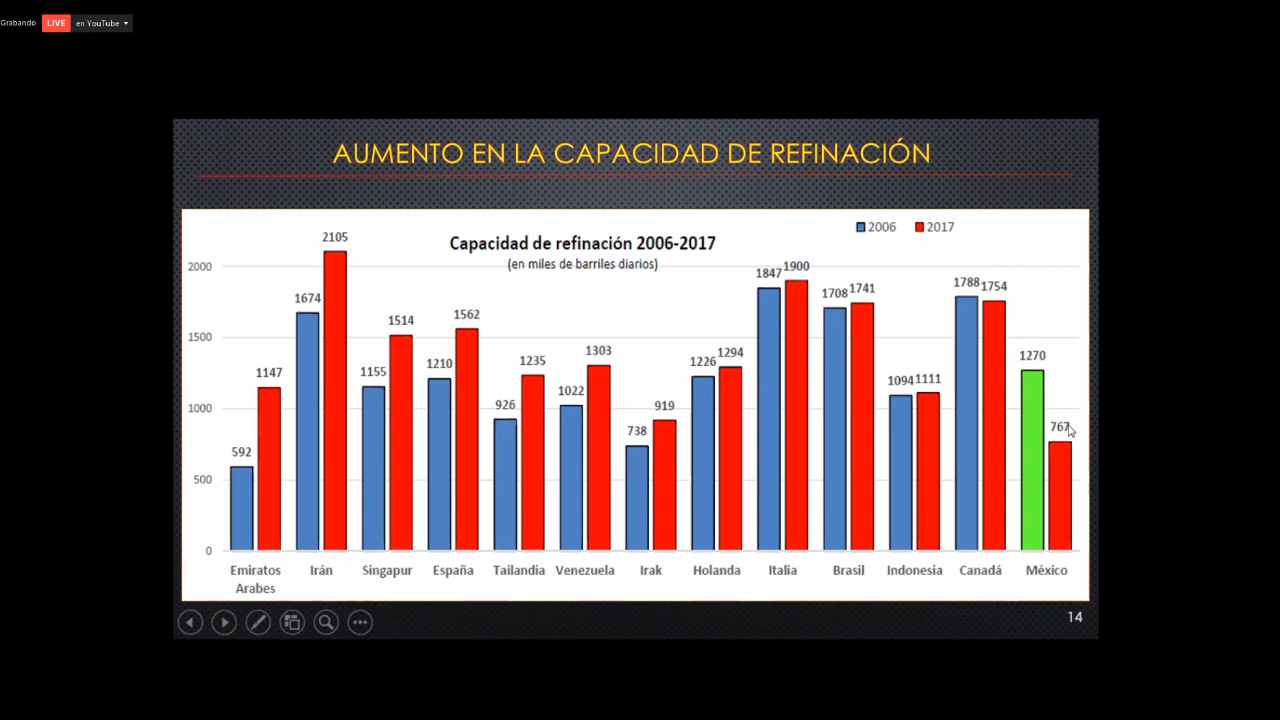 Grabando LIVE en YouTube
AUMENTO EN LA CAPACIDAD DE REFINACIÓN
Capacidad de refinación 2006-2017
(en miles de barriles diarios)
2006 2017
2000
1500
1000
500
0
592 1147
1674 2105
1155 1514
1210 1562
926 1235
1022 1303
738 919
1226 1294
1847 1900
1708 1741
1094 1111
1788 1754
1270 767
Emiratos Arabes
Irán
Singapur
España
Tailandia
Venezuela
Irak
Holanda
Italia
Brasil
Indonesia
Canadá
México
14